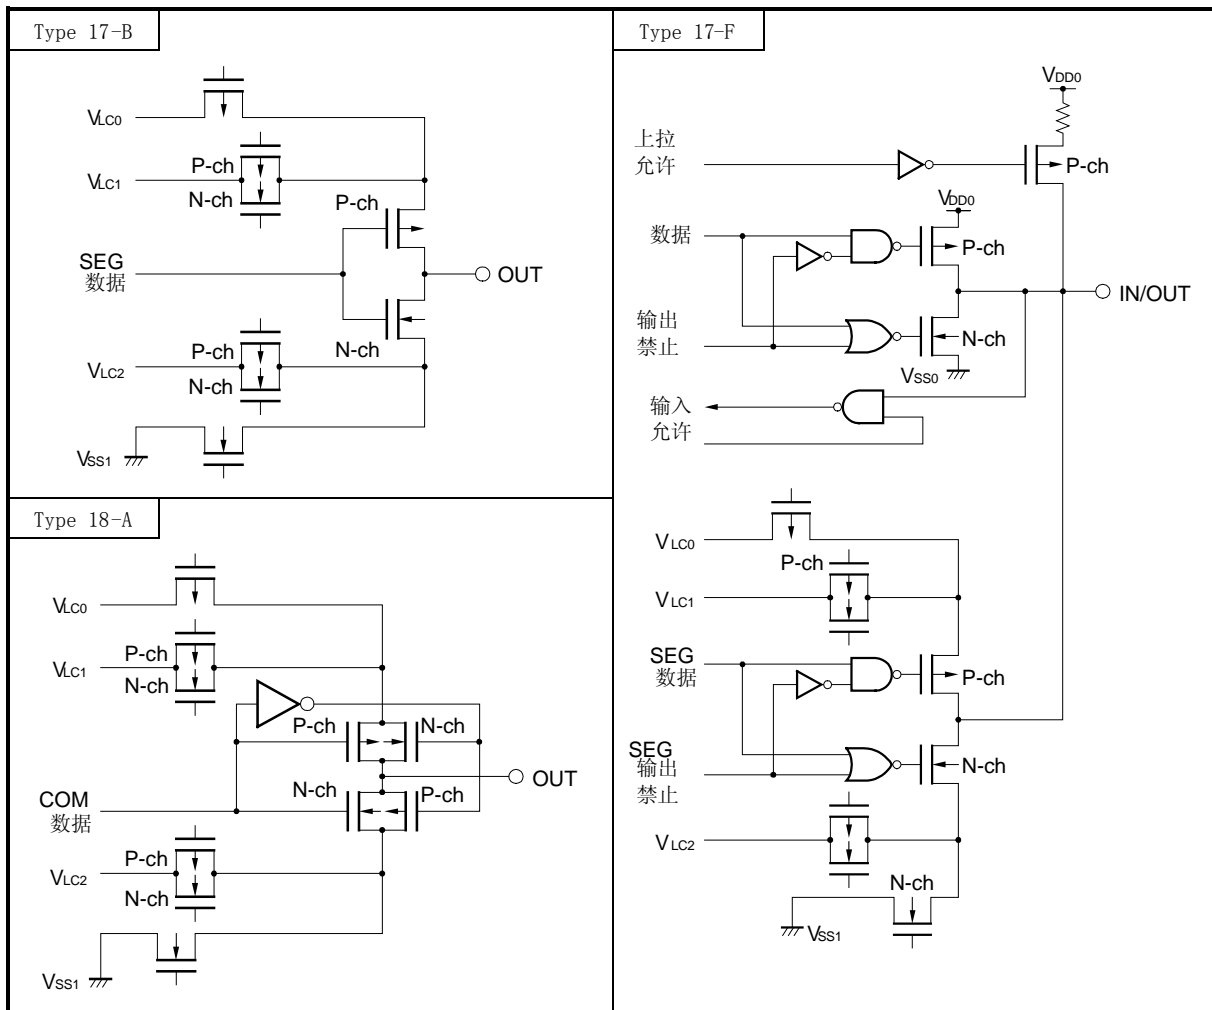 Type 17-B
VLC0
VLC1
P-ch
N-ch
P-ch
SEG
数据
OUT
N-ch
VLC2
P-ch
N-ch
VSS1
Type 18-A
VLC0
VLC1
P-ch
N-ch
P-ch
N-ch
OUT
COM
数据
N-ch
P-ch
VLC2
P-ch
N-ch
VSS1
Type 17-F
VDD0
上拉
允许
P-ch
VDD0
数据
P-ch
IN/OUT
输出
禁止
N-ch
VSS0
输入
允许
VLC0
P-ch
VLC1
SEG
数据
P-ch
SEG
输出
禁止
N-ch
VLC2
N-ch
VSS1